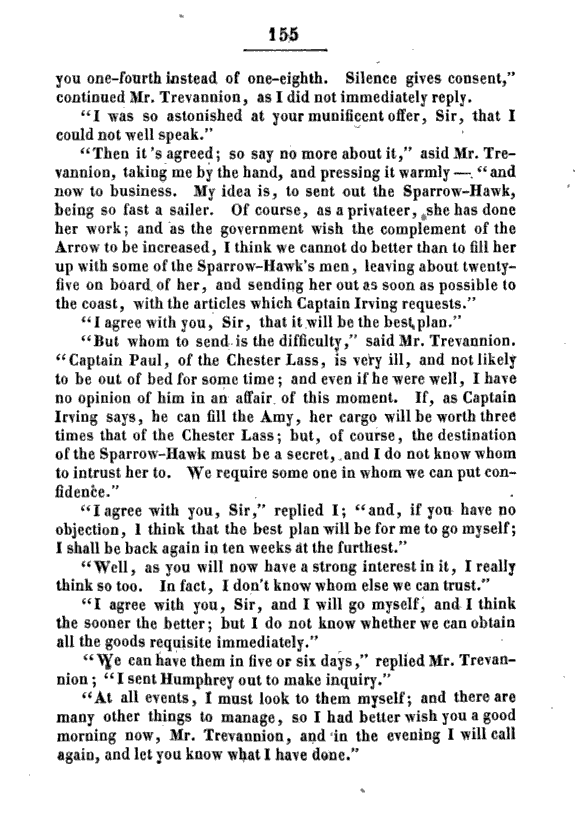 155
you one-fourth instead of one-eighth. Silence gives consent,”
continued Mr. Trevannion, as I did not immediately reply.
“I was so astonished at your munificent offer, Sir, that I
could not well speak.”
“Then it's agreed; so say no more about it,” asid Mr. Tre-
vannion, taking me by the hand, and pressing it warmly—“and
now to business. My idea is, to sent out the Sparrow-Hawk,
being so fast a sailer. Of course, as a privateer, she has done
her work; and as the government wish the complement of the
Arrow to be increased, I think we cannot do better than to fill her
up with some of the Sparrow-Hawk's men, leaving about twenty-
five on board of her, and sending her out as soon as possible to
the coast, with the articles which Captain Irving requests.”
“I agree with you, Sir, that it will be the best plan.”
“But whom to send is the difficulty,” said Mr. Trevannion.
“Captain Paul, of the Chester Lass, is very ill, and not likely
to be out of bed for some time; and even if he were well, I have
no opinion of him in an affair of this moment. If, as Captain
Irving says, he can fill the Amy, her cargo will be worth three
times that of the Chester Lass; but, of course, the destination
of the Sparrow-Hawk must be a secret, and I do not know whom
to intrust her to. We require some one in whom we can put con-
fidence.”
“I agree with you, Sir,” replied I; “and, if you have no
objection, I think that the best plan will be for me to go myself;
I shall be back again in ten weeks at the furthest.”
“Well, as you will now have a strong interest in it, I really
think so too. In fact, I don't know whom else we can trust.”
“I agree with you, Sir, and I will go myself, and I think
the sooner the better; but I do not know whether we can obtain
all the goods requisite immediately.”
“We can have them in five or six days,” replied Mr. Trevan-
nion; “I sent Humphrey out to make inquiry.”
“At all events, I must look to them myself; and there are
many other things to manage, so I had better wish you a good
morning now, Mr. Trevannion, and in the evening I will call
again, and let you know what I have done.”